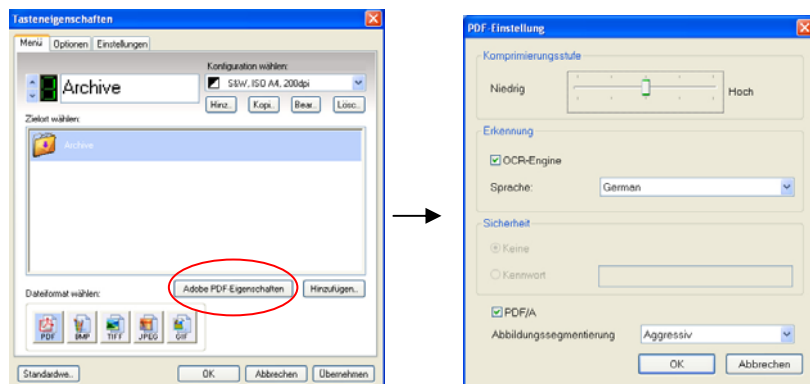 Tasteneigenschaften
Menü Optionen Einstellungen
Archive
Konfiguration wählen:
S&W, ISO A4, 200dpi
Hinz.. Kopi.. Bear.. Lösc..
Zielort wählen:
Archive
Adobe PDF-Eigenschaften Hinzufügen..
Dateiformat wählen:
PDF BMP TIFF JPEG GIF
Standardwe.. OK Abbrechen Übernehmen
PDF-Einstellung
Komprimierungsstufe
Niedrig Hoch
Erkennung
OCR-Engine
Sprache: German
Sicherheit
Keine
Kennwort
PDF/A
Abbildungssegmentierung Aggressiv
OK Abbrechen